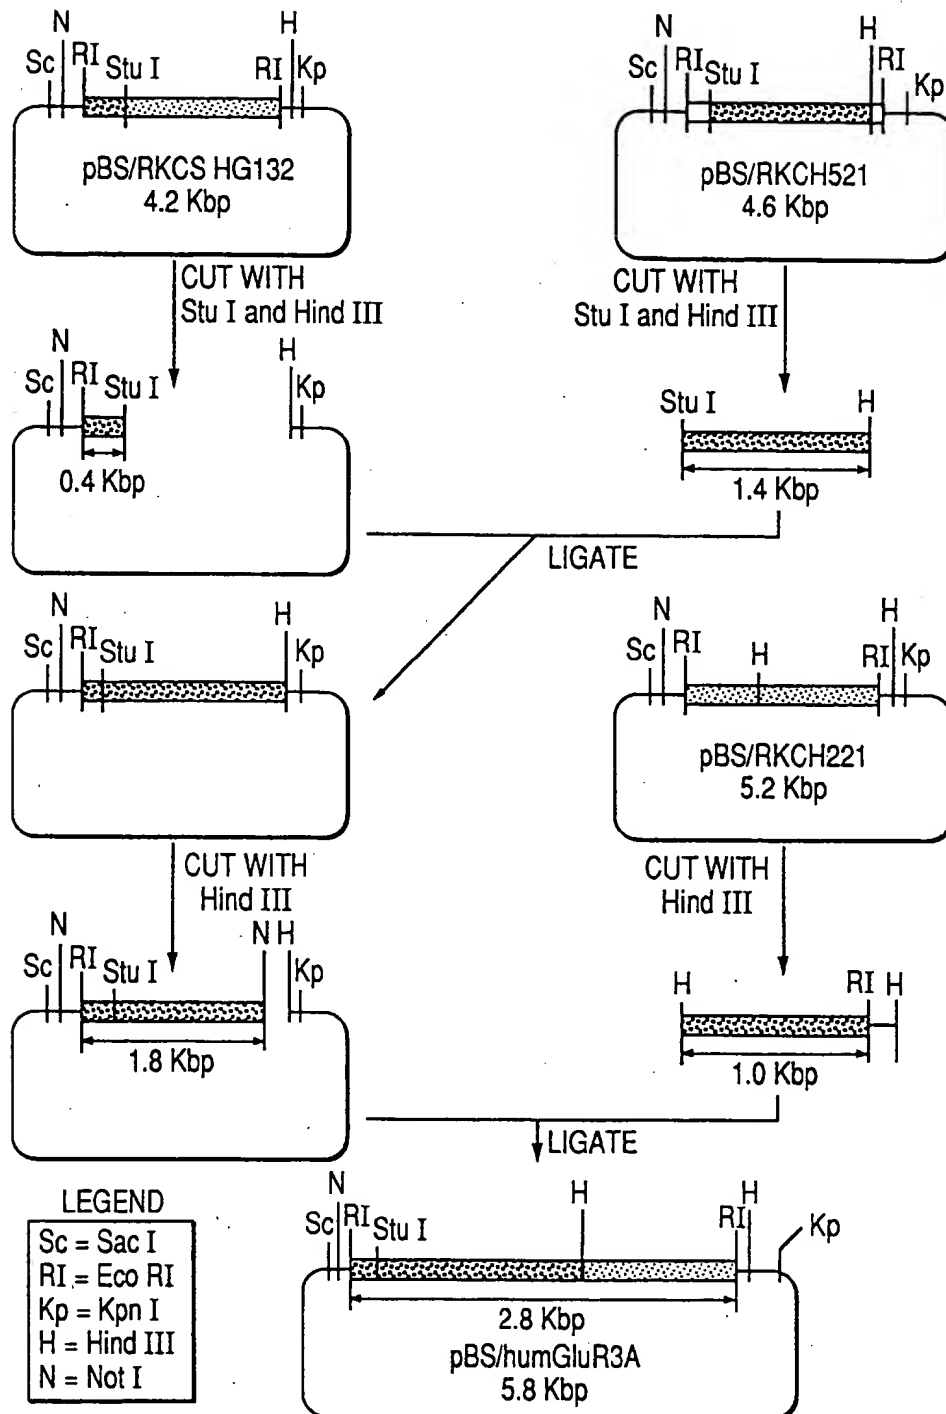 Sc N RI Stu I RI H Kp
pBS/RKCS HG132
4.2 Kbp
Sc N RI Stu I H RI Kp
pBS/RKCH521
4.6 Kbp
CUT WITH
Stu I and Hind III
CUT WITH
Stu I and Hind III
Sc N RI Stu I H Kp
0.4 Kbp
Stu I H
1.4 Kbp
LIGATE
Sc N RI Stu I H Kp
Sc N RI H RI H Kp
pBS/RKCH221
5.2 Kbp
CUT WITH
Hind III
CUT WITH
Hind III
Sc N RI Stu I N H Kp
1.8 Kbp
H RI H
1.0 Kbp
LIGATE
LEGEND
Sc = Sac I
RI = Eco RI
Kp = Kpn I
H = Hind III
N = Not I
Sc N RI Stu I H RI H Kp
2.8 Kbp
pBS/humGluR3A
5.8 Kbp